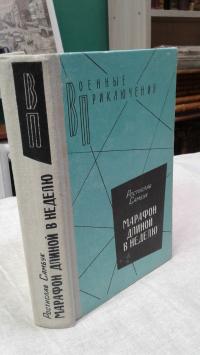 ВОЕННЫЕ
ПРИКЛЮЧЕНИЯ
Ростислав Самбук
МАРАФОН
ДЛИНОЙ
В НЕДЕЛЮ
ВП
Ростислав Самбук
МАРАФОН ДЛИНОЙ В НЕДЕЛЮ